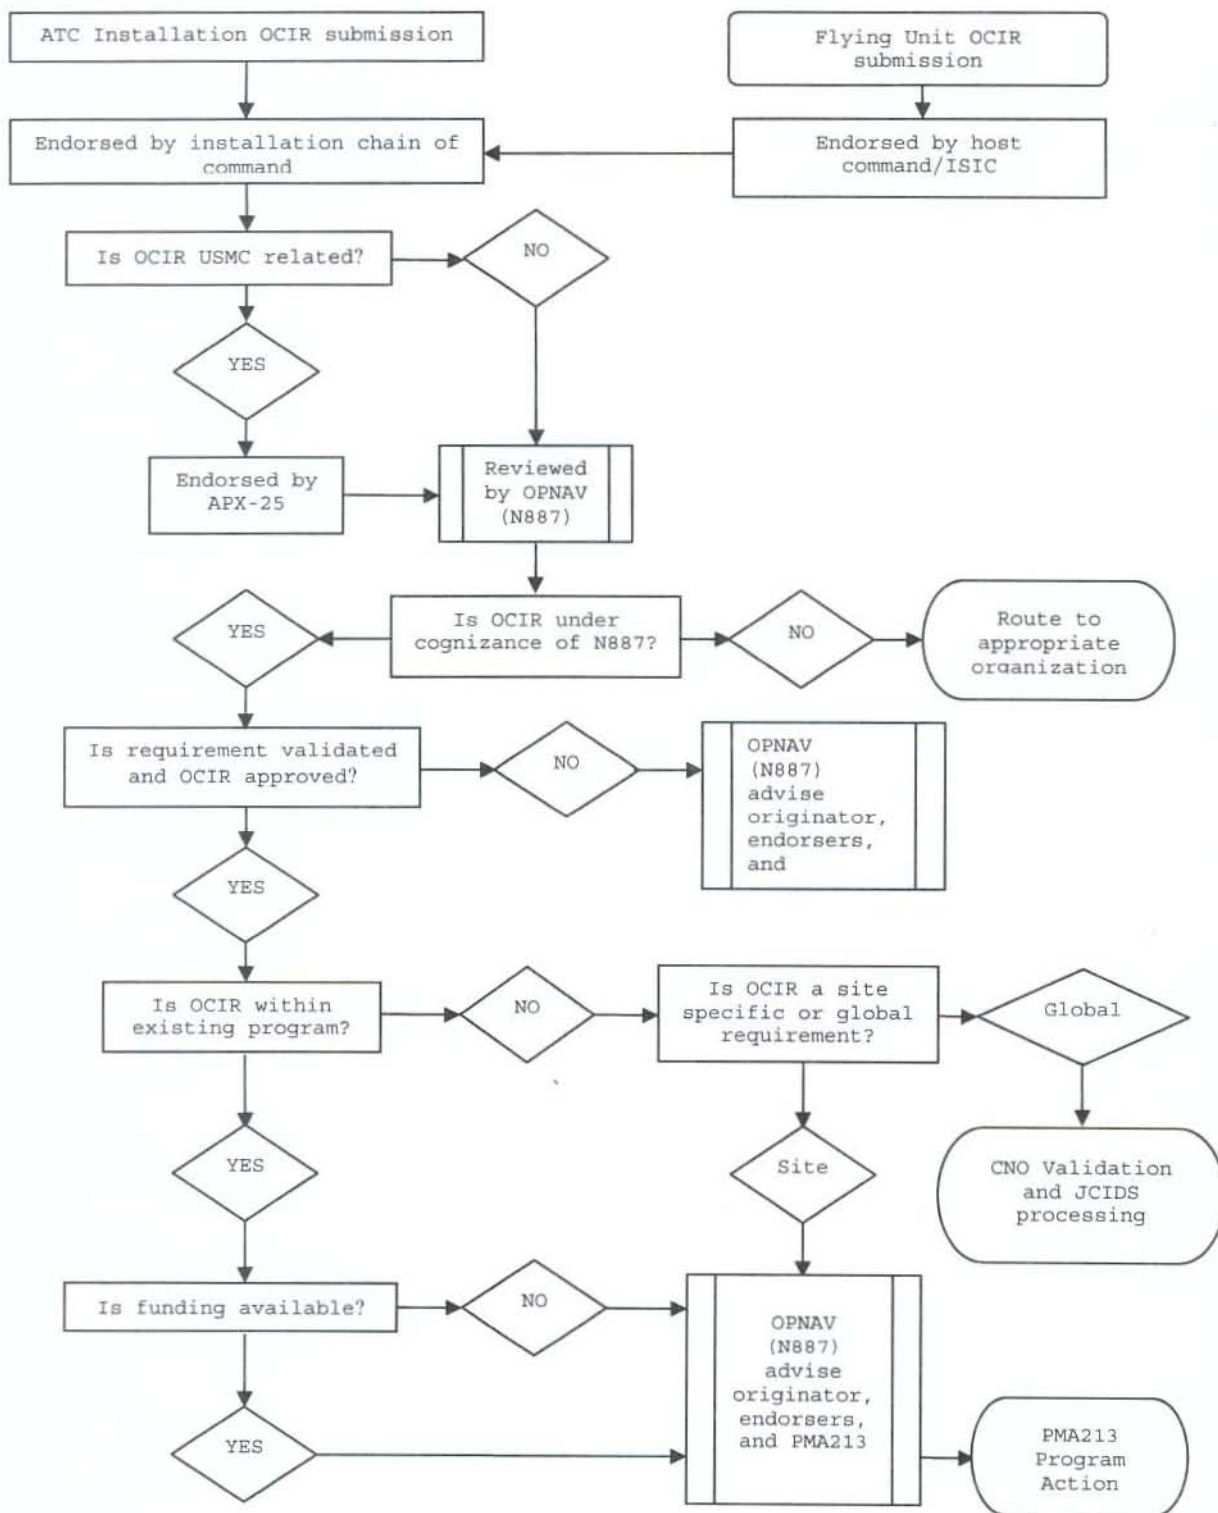 ATC Installation OCIR submission
Flying Unit OCIR
submission
Endorsed by installation chain of
command
Endorsed by host
command/ISIC
Is OCIR USMC related?
NO
YES
Endorsed by
APX-25
Reviewed
by OPNAV
(N887)
YES
Is OCIR under
cognizance of N887?
NO
Route to
appropriate
organization
Is requirement validated
and OCIR approved?
NO
OPNAV
(N887)
advise
originator,
endorsers,
and
YES
Is OCIR within
existing program?
NO
Is OCIR a site
specific or global
requirement?
Global
YES
Site
CNO Validation
and JCIDS
processing
Is funding available?
NO
OPNAV
(N887)
advise
originator,
endorsers,
and PMA213
YES
PMA213
Program
Action